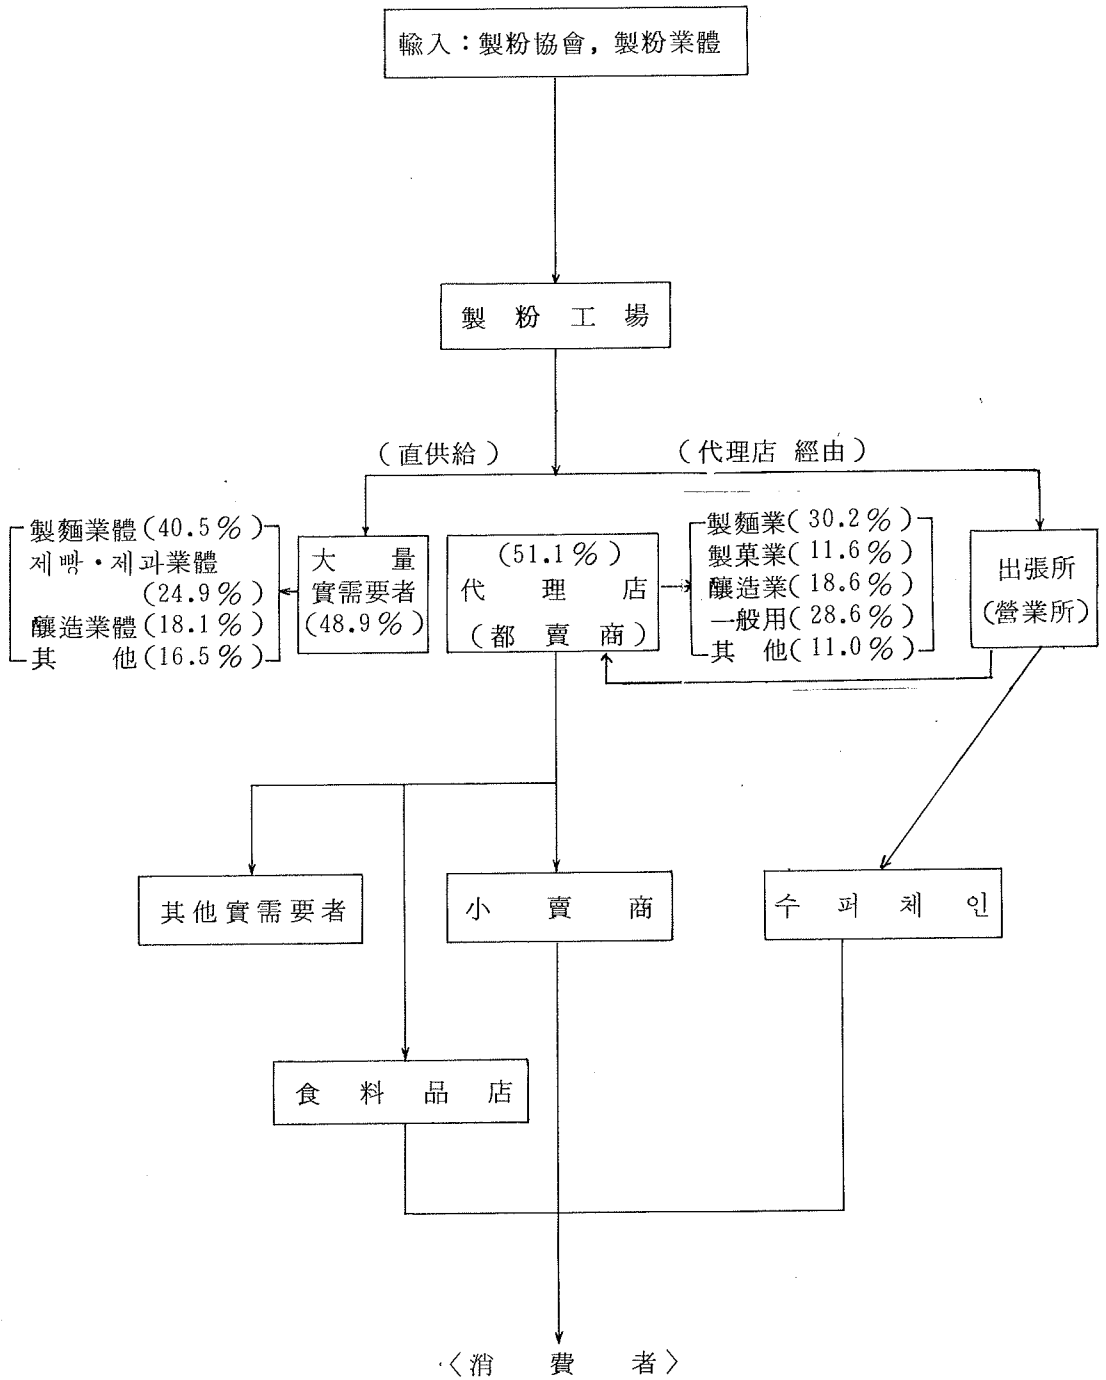 輸入：製粉協會, 製粉業體
製 粉 工 場
(直供給)
(代理店 經由)
製麵業體(40.5%)
제빵·제과業體
(24.9%)
釀造業體(18.1%)
其 他(16.5%)
大 量
實需要者
(48.9%)
(51.1%)
代 理 店
(都 賣 商)
製麵業(30.2%)
製菓業(11.6%)
釀造業(18.6%)
一般用(28.6%)
其 他(11.0%)
出張所
(營業所)
其他實需要者
小 賣 商
수 퍼 체 인
食 料 品 店
〈消 費 者〉